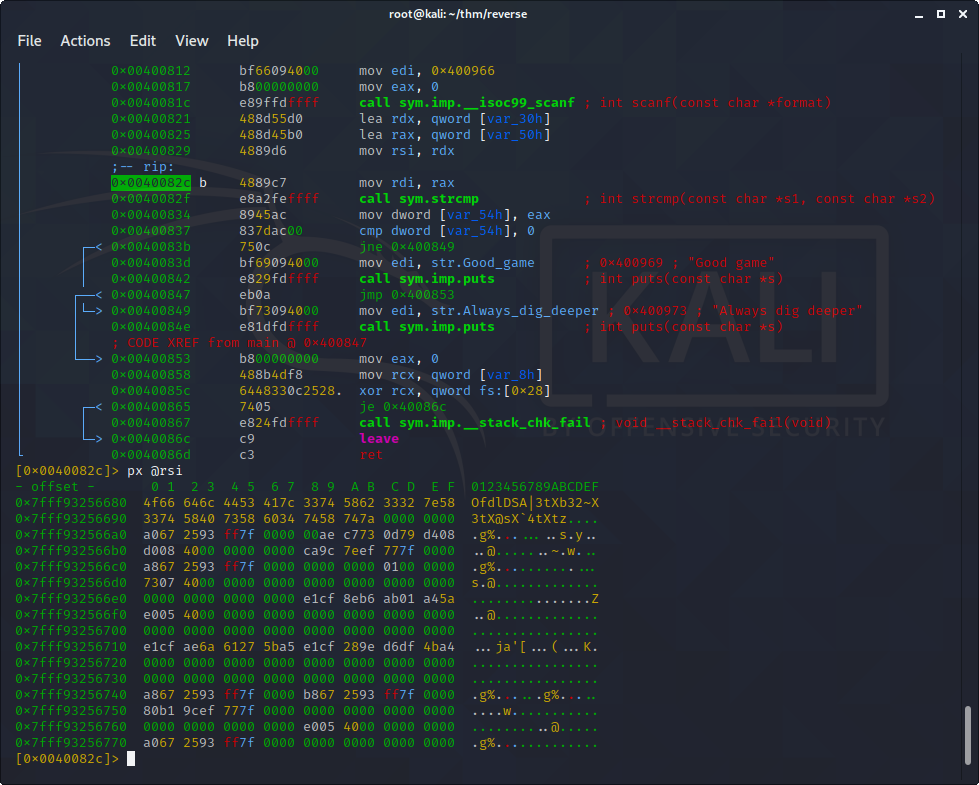 root@kali: ~/thm/reverse
File Actions Edit View Help
0×00400812 bf66094000 mov edi, 0×400966
0×00400817 b800000000 mov eax, 0
0×0040081c e89ffdffff call sym.imp.__isoc99_scanf ; int scanf(const char *format)
0×00400821 488d55d0 lea rdx, qword [var_30h]
0×00400825 488d45b0 lea rax, qword [var_50h]
0×00400829 4889d6 mov rsi, rdx
;-- rip:
0×0040082c b 4889c7 mov rdi, rax
0×0040082f e8a2feffff call sym.strcmp ; int strcmp(const char *s1, const char *s2)
0×00400834 8945ac mov dword [var_54h], eax
0×00400837 837dac00 cmp dword [var_54h], 0
0×0040083b 750c jne 0×400849
0×0040083d bf69094000 mov edi, str.Good_game ; 0×400969 ; "Good game"
0×00400842 e829fdffff call sym.imp.puts ; int puts(const char *s)
0×00400847 eb0a jmp 0×400853
0×00400849 bf73094000 mov edi, str.Always_dig_deeper ; 0×400973 ; "Always dig deeper"
0×0040084e e81dfdffff call sym.imp.puts ; int puts(const char *s)
; CODE XREF from main @ 0×400847
0×00400853 b800000000 mov eax, 0
0×00400858 488b4df8 mov rcx, qword [var_8h]
0×0040085c 6448330c2528. xor rcx, qword fs:[0×28]
0×00400865 7405 je 0×40086c
0×00400867 e824fdffff call sym.imp.__stack_chk_fail ; void __stack_chk_fail(void)
0×0040086c c9 leave
0×0040086d c3 ret
[0×0040082c]> px @rsi
- offset - 0 1 2 3 4 5 6 7 8 9 A B C D E F 0123456789ABCDEF
0×7fff93256680 4f66 646c 4453 417c 3374 5862 3332 7e58 OfdlDSA|3tXb32~X
0×7fff93256690 3374 5840 7358 6034 7458 747a 0000 0000 3tX@sX`4tXtz....
0×7fff932566a0 a067 2593 ff7f 0000 00ae c773 0d79 d408 .g%........s.y..
0×7fff932566b0 d008 4000 0000 0000 ca9c 7eef 777f 0000 ..@.......~.w...
0×7fff932566c0 a867 2593 ff7f 0000 0000 0000 0100 0000 .g%.............
0×7fff932566d0 7307 4000 0000 0000 0000 0000 0000 0000 s.@.............
0×7fff932566e0 0000 0000 0000 0000 e1cf 8eb6 ab01 a45a ...............Z
0×7fff932566f0 e005 4000 0000 0000 0000 0000 0000 0000 ..@.............
0×7fff93256700 0000 0000 0000 0000 0000 0000 0000 0000 ................
0×7fff93256710 e1cf ae6a 6127 5ba5 e1cf 289e d6df 4ba4 ...ja'[...(...K.
0×7fff93256720 0000 0000 0000 0000 0000 0000 0000 0000 ................
0×7fff93256730 0000 0000 0000 0000 0000 0000 0000 0000 ................
0×7fff93256740 a867 2593 ff7f 0000 b867 2593 ff7f 0000 .g%......g%.....
0×7fff93256750 80b1 9cef 777f 0000 0000 0000 0000 0000 ....w...........
0×7fff93256760 0000 0000 0000 0000 e005 4000 0000 0000 ..........@.....
0×7fff93256770 a067 2593 ff7f 0000 0000 0000 0000 0000 .g%.............
[0×0040082c]>
KALI
BY OFFENSIVE SECURITY